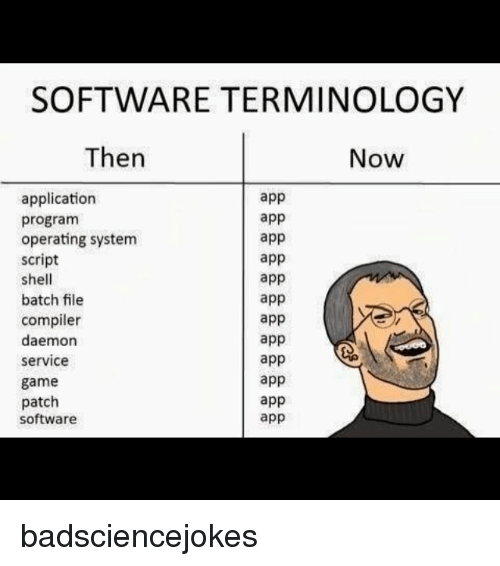 SOFTWARE TERMINOLOGY
Then Now
application app
program app
operating system app
script app
shell app
batch file app
compiler app
daemon app
service app
game app
patch app
software app
badsciencejokes